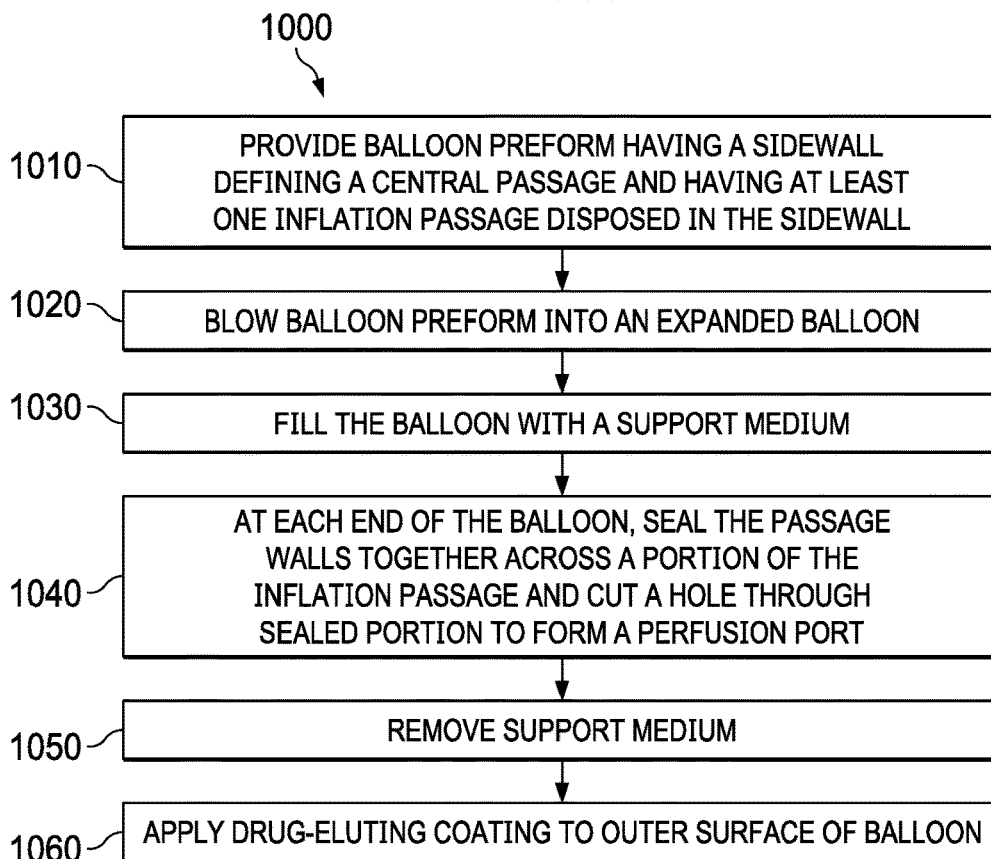 1000
1010
PROVIDE BALLOON PREFORM HAVING A SIDEWALL
DEFINING A CENTRAL PASSAGE AND HAVING AT LEAST
ONE INFLATION PASSAGE DISPOSED IN THE SIDEWALL
1020
BLOW BALLOON PREFORM INTO AN EXPANDED BALLOON
1030
FILL THE BALLOON WITH A SUPPORT MEDIUM
1040
AT EACH END OF THE BALLOON, SEAL THE PASSAGE
WALLS TOGETHER ACROSS A PORTION OF THE
INFLATION PASSAGE AND CUT A HOLE THROUGH
SEALED PORTION TO FORM A PERFUSION PORT
1050
REMOVE SUPPORT MEDIUM
1060
APPLY DRUG-ELUTING COATING TO OUTER SURFACE OF BALLOON